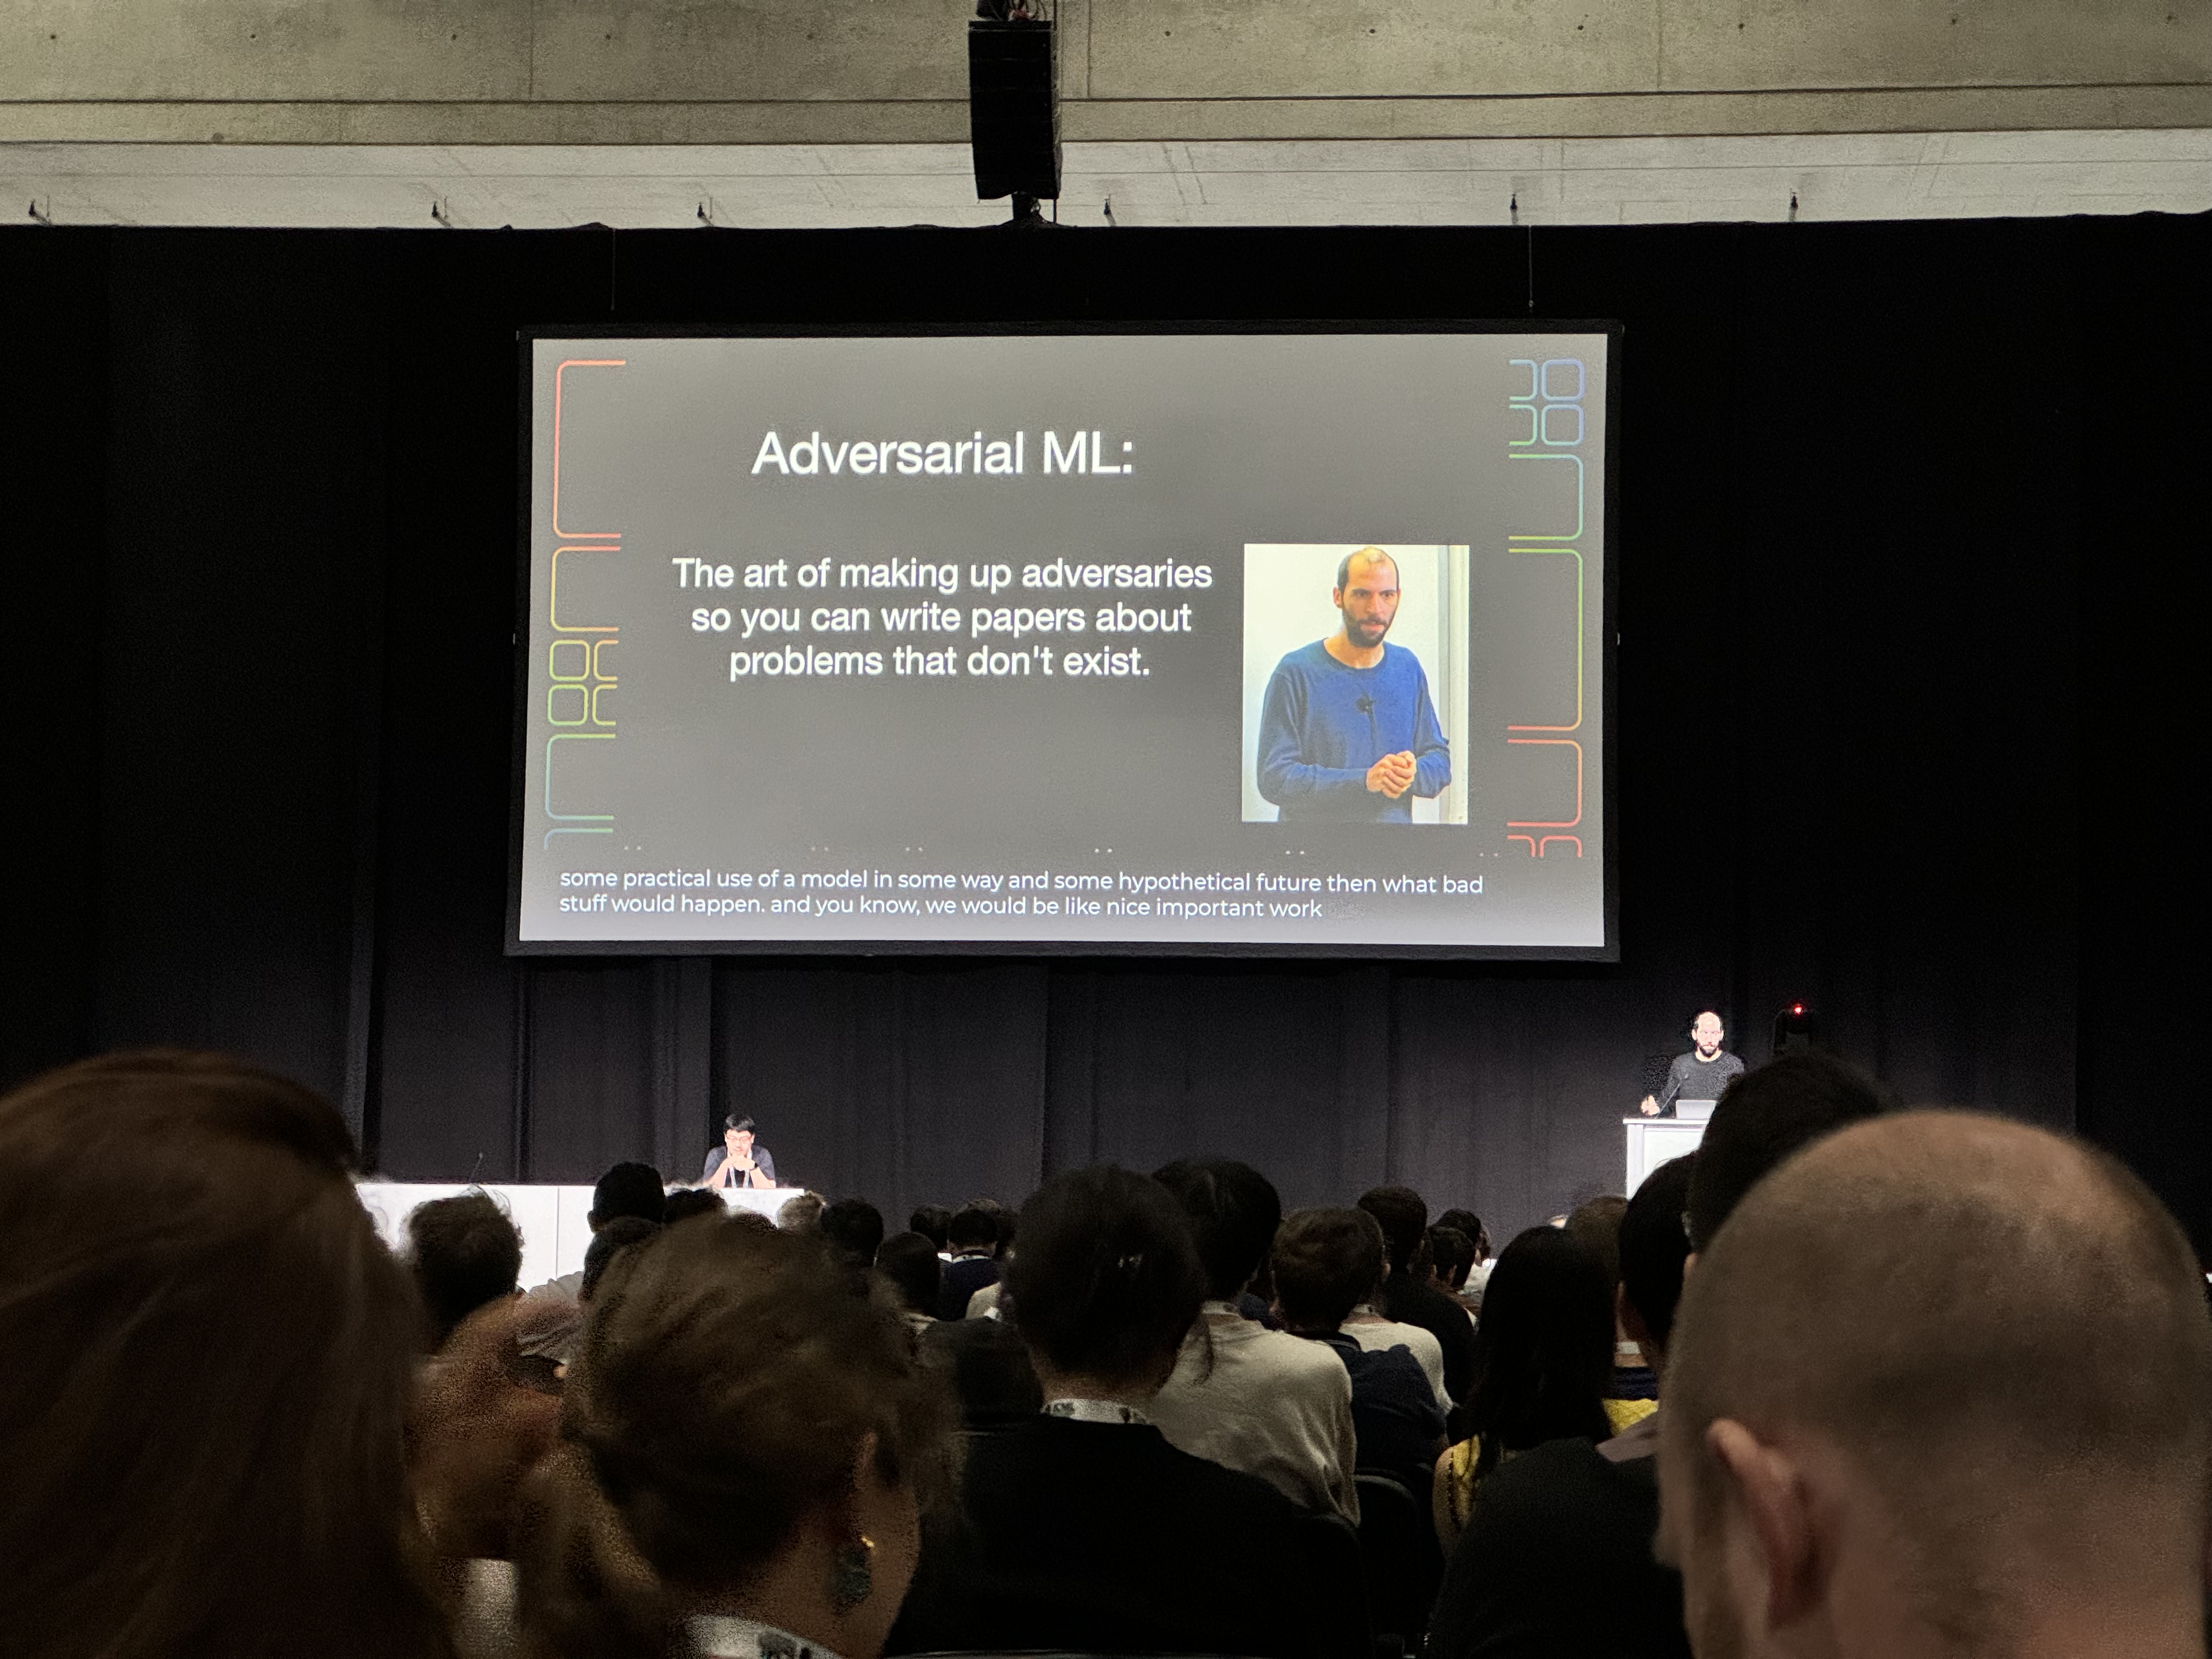 Adversarial ML:
The art of making up adversaries
so you can write papers about
problems that don't exist.
some practical use of a model in some way and some hypothetical future then what bad
stuff would happen. and you know, we would be like nice important work